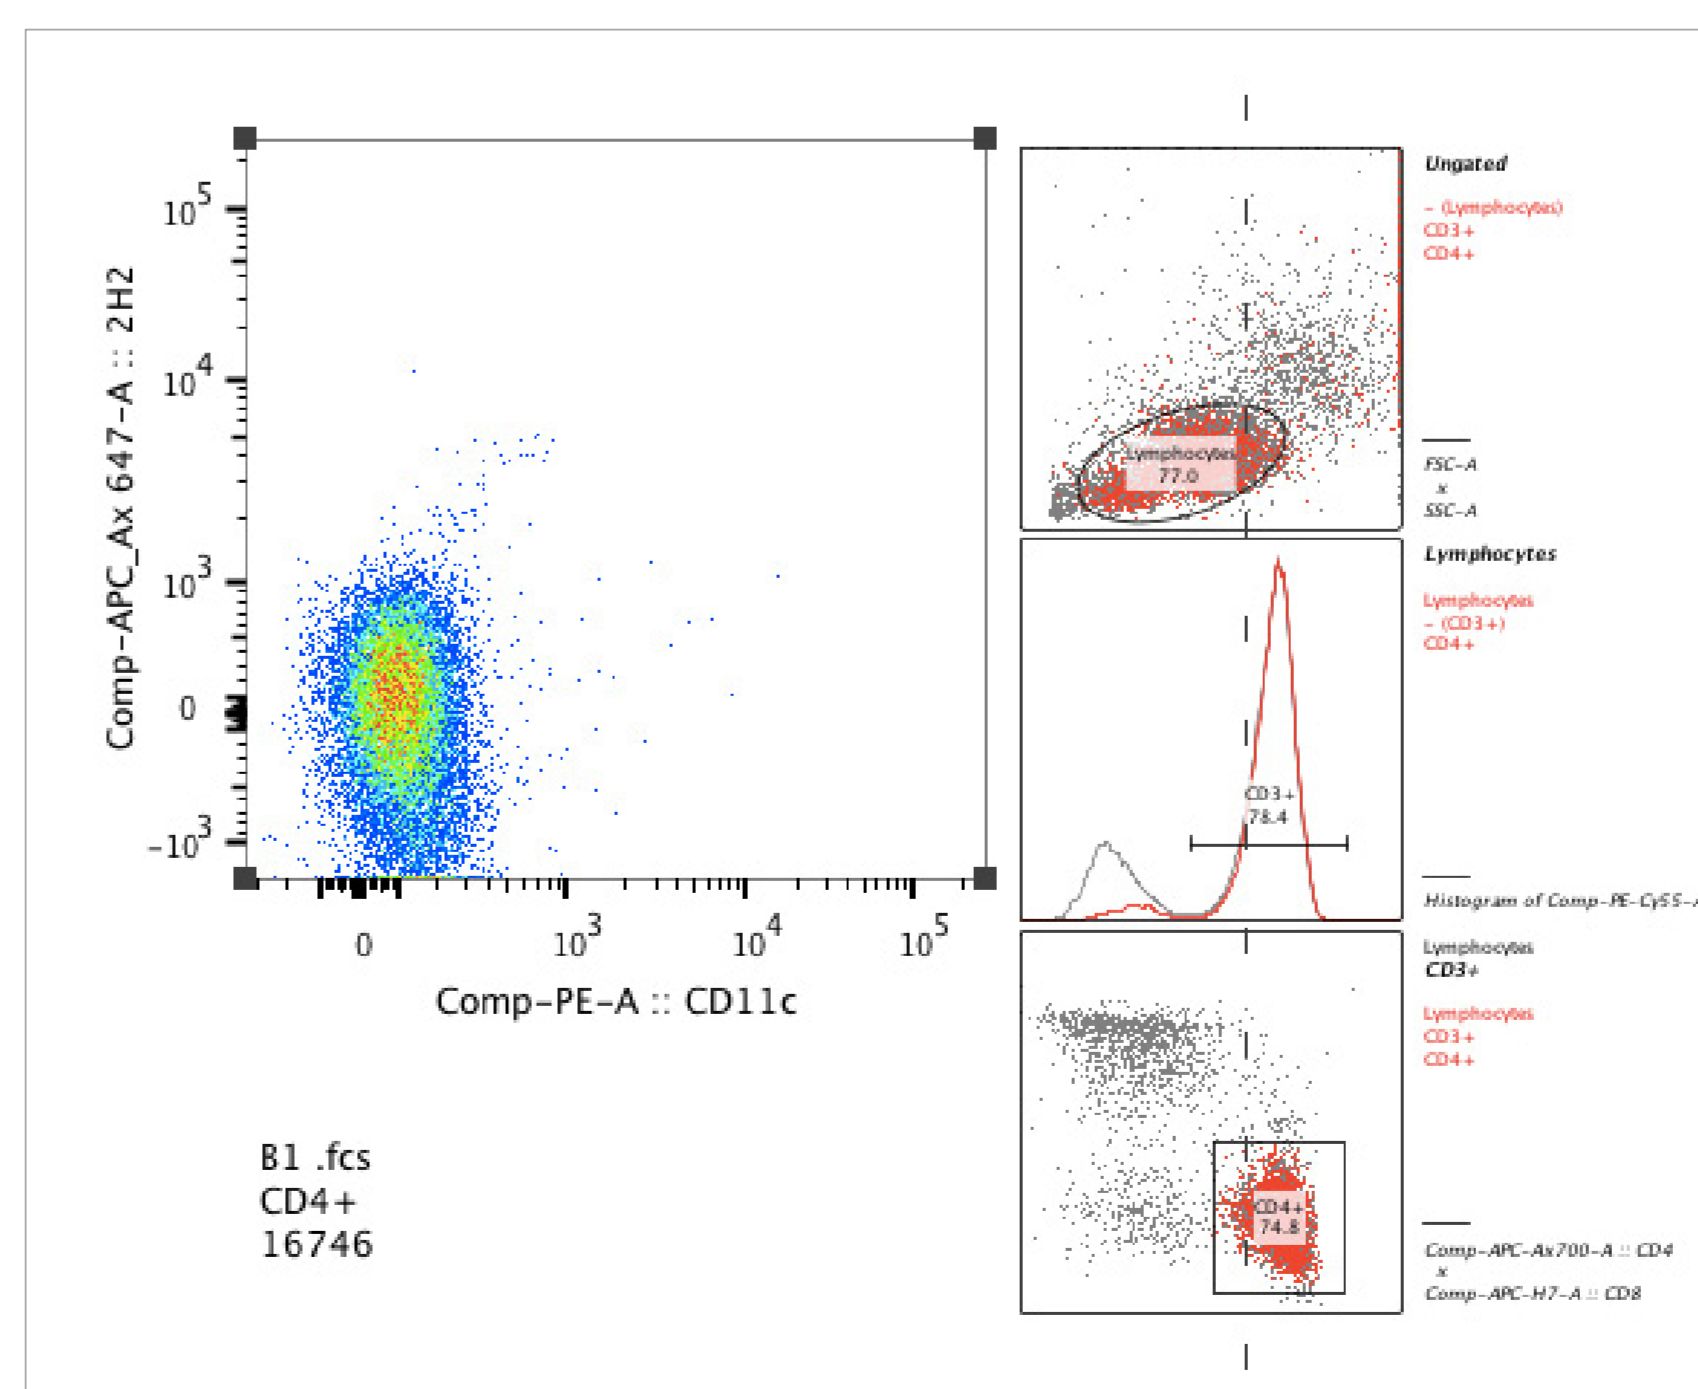 10^5
10^4
10^3
0
-10^3
Comp-APC_Ax 647-A :: 2H2
0
10^3
10^4
10^5
Comp-PE-A :: CD11c
B1 .fcs
CD4+
16746
Lymphocytes
77.0
Ungated
- (Lymphocytes)
CD3+
CD4+
FSC-A
x
SSC-A
CD3+
78.4
Lymphocytes
Lymphocytes
- (CD3+)
CD4+
Histogram of Comp-PE-Cy55-A
CD4+
74.8
Lymphocytes
CD3+
Lymphocytes
CD3+
CD4+
Comp-APC-Ax700-A :: CD4
x
Comp-APC-H7-A :: CD8